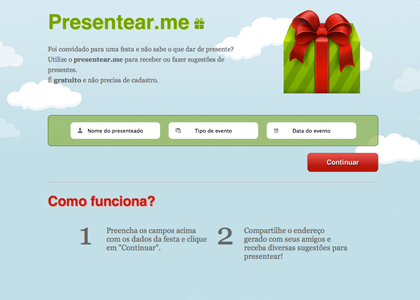 Presentear.me
Foi convidado para uma festa e não sabe o que dar de presente?
Utilize o presentear.me para receber ou fazer sugestões de
presentes.
É gratuito e não precisa de cadastro.
Nome do presenteado
Tipo de evento
Data do evento
Continuar
Como funciona?
1
Preencha os campos acima
com os dados da festa e clique
em "Continuar".
2
Compartilhe o endereço
gerado com seus amigos e
receba diversas sugestões para
presentear!